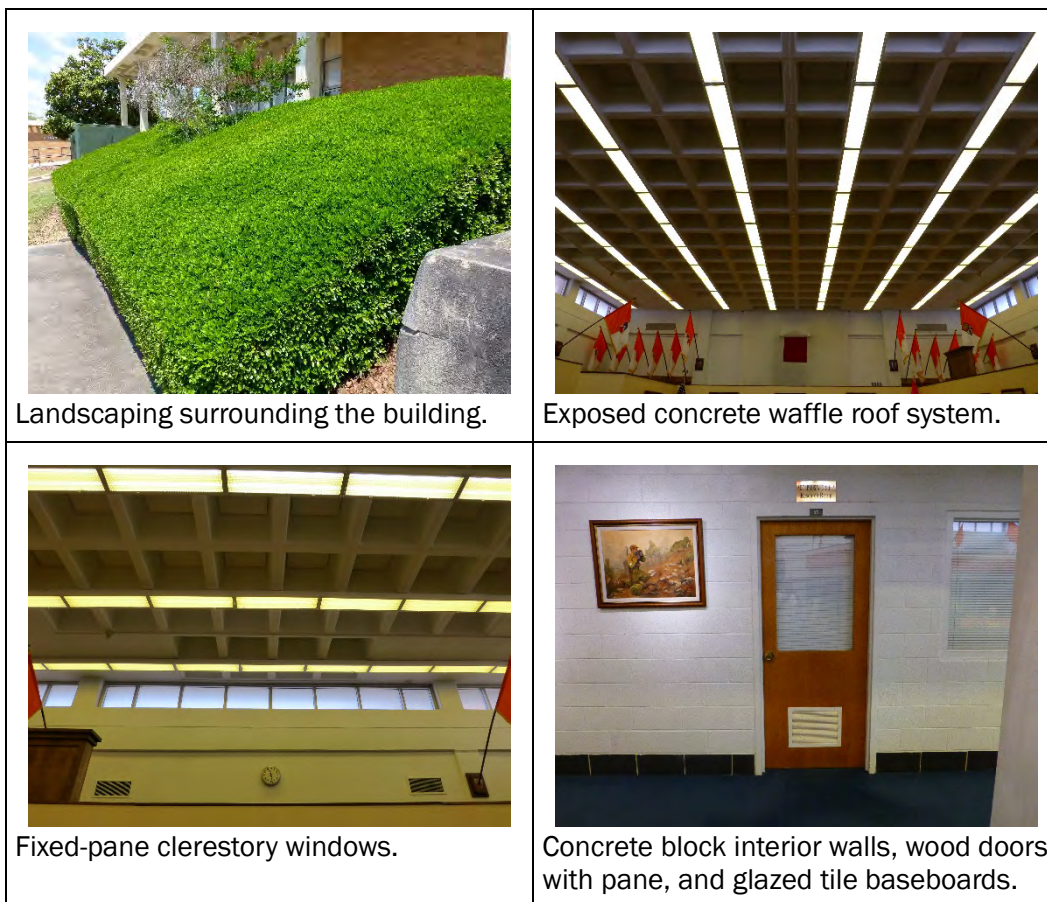 Landscaping surrounding the building.
Exposed concrete waffle roof system.
Fixed-pane clerestory windows.
Concrete block interior walls, wood doors
with pane, and glazed tile baseboards.